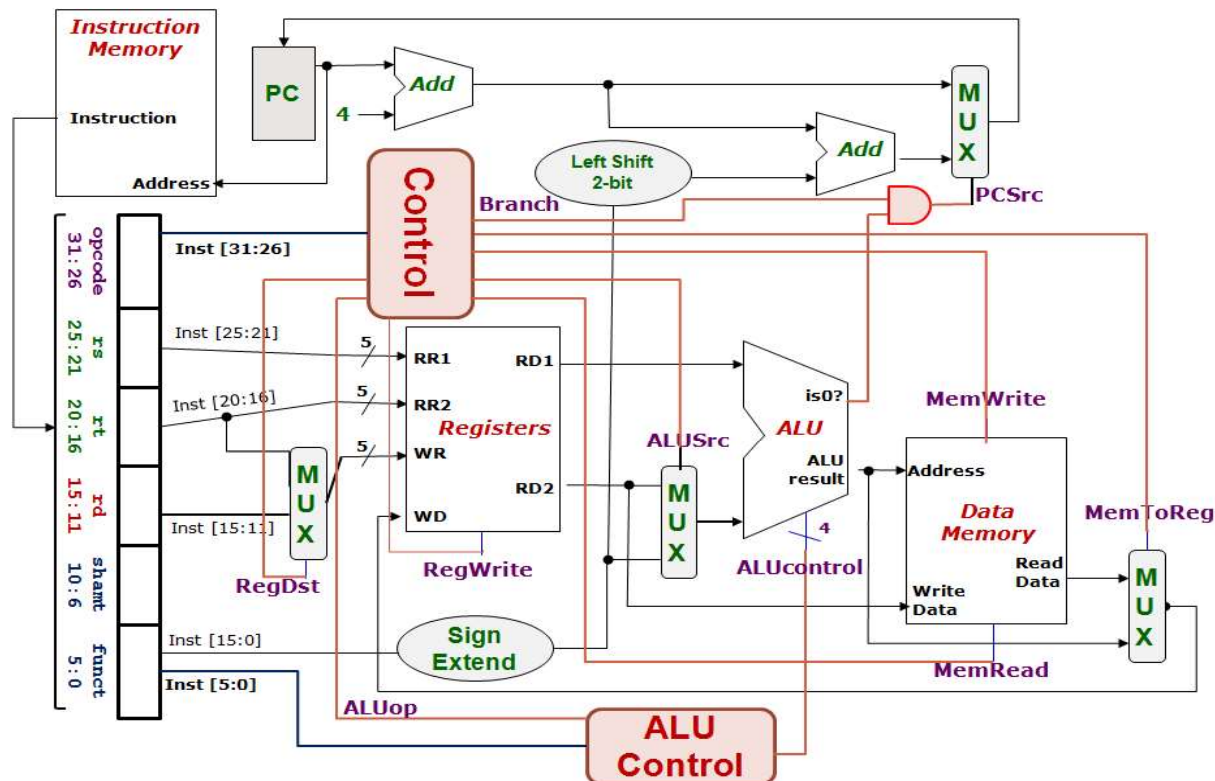 Instruction
Memory
Instruction
Address
PC
4
Add
Left Shift
2-bit
Add
M
U
X
PCSrc
Control
Branch
opcode
31:26
Inst [31:26]
rs
25:21
Inst [25:21]
5
rt
20:16
Inst [20:16]
5
rd
15:11
Inst [15:11]
5
shamt
10:6
funct
5:0
Inst [15:0]
Inst [5:0]
M
U
X
RegDst
RR1
RR2
WR
WD
Registers
RD1
RD2
RegWrite
Sign
Extend
ALUSrc
M
U
X
is0?
ALU
ALU
result
4
ALUcontrol
MemWrite
Address
Data
Memory
Read
Data
Write
Data
MemRead
MemToReg
M
U
X
ALUop
ALU
Control